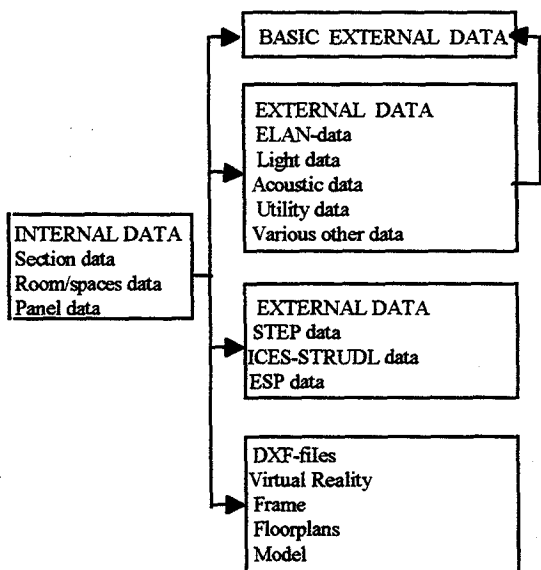 BASIC EXTERNAL DATA
EXTERNAL DATA
ELAN-data
Light data
Acoustic data
Utility data
Various other data
INTERNAL DATA
Section data
Room/spaces data
Panel data
EXTERNAL DATA
STEP data
ICES-STRUDL data
ESP data
DXF-files
Virtual Reality
Frame
Floorplans
Model